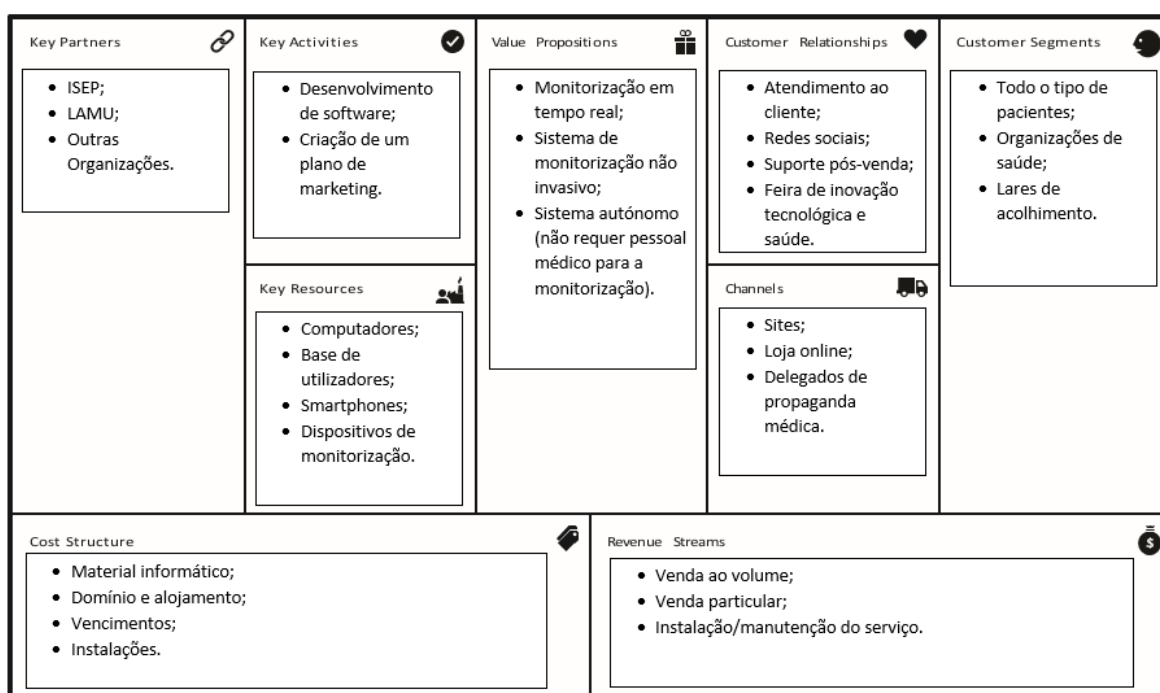 Key Partners
• ISEP;
• LAMU;
• Outras
Organizações.
Key Activities
• Desenvolvimento
de software;
• Criação de um
plano de
marketing.
Key Resources
• Computadores;
• Base de
utilizadores;
• Smartphones;
• Dispositivos de
monitorização.
Value Propositions
• Monitorização em
tempo real;
• Sistema de
monitorização não
invasivo;
• Sistema autónomo
(não requer pessoal
médico para a
monitorização).
Customer Relationships
• Atendimento ao
cliente;
• Redes sociais;
• Suporte pós-venda;
• Feira de inovação
tecnológica e
saúde.
Channels
• Sites;
• Loja online;
• Delegados de
propaganda
médica.
Customer Segments
• Todo o tipo de
pacientes;
• Organizações de
saúde;
• Lares de
acolhimento.
Cost Structure
• Material informático;
• Domínio e alojamento;
• Vencimentos;
• Instalações.
Revenue Streams
$
• Venda ao volume;
• Venda particular;
• Instalação/manutenção do serviço.